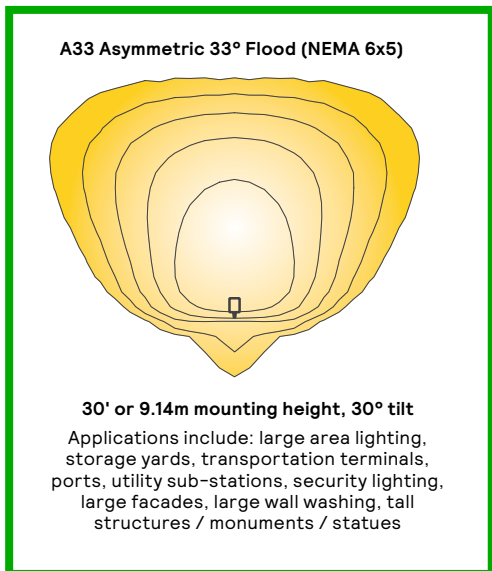 A33 Asymmetric 33° Flood (NEMA 6x5)
30' or 9.14m mounting height, 30° tilt
Applications include: large area lighting,
storage yards, transportation terminals,
ports, utility sub-stations, security lighting,
large facades, large wall washing, tall
structures / monuments / statues